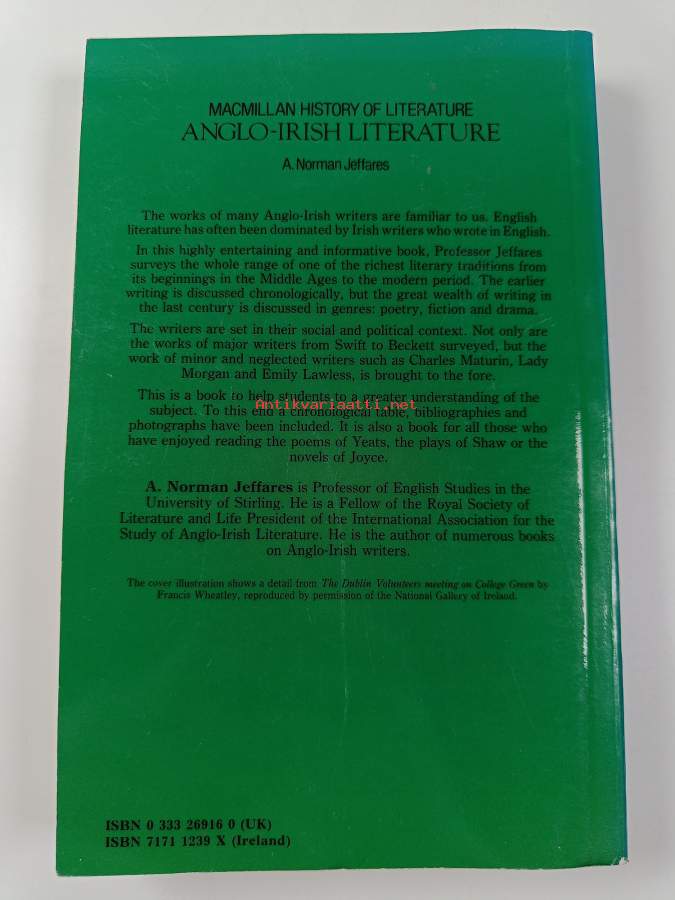 MACMILLAN HISTORY OF LITERATURE
ANGLO-IRISH LITERATURE
A. Norman Jeffares
The works of many Anglo-Irish writers are familiar to us. English
literature has often been dominated by Irish writers who wrote in English.
In this highly entertaining and informative book, Professor Jeffares
surveys the whole range of one of the richest literary traditions from
its beginnings in the Middle Ages to the modern period. The earlier
writing is discussed chronologically, but the great wealth of writing in
the last century is discussed in genres: poetry, fiction and drama.
The writers are set in their social and political context. Not only are
the works of major writers from Swift to Beckett surveyed, but the
work of minor and neglected writers such as Charles Maturin, Lady
Morgan and Emily Lawless, is brought to the fore.
This is a book to help students to a greater understanding of the
Antikvariaatti.net
subject. To this end a chronological table, bibliographies and
photographs have been included. It is also a book for all those who
have enjoyed reading the poems of Yeats, the plays of Shaw or the
novels of Joyce.
A. Norman Jeffares is Professor of English Studies in the
University of Stirling. He is a Fellow of the Royal Society of
Literature and Life President of the International Association for the
Study of Anglo-Irish Literature. He is the author of numerous books
on Anglo-Irish writers.
The cover illustration shows a detail from The Dublin Volunteers meeting on College Green by
Francis Wheatley, reproduced by permission of the National Gallery of Ireland.
ISBN 0 333 26916 0 (UK)
ISBN 7171 1239 X (Ireland)